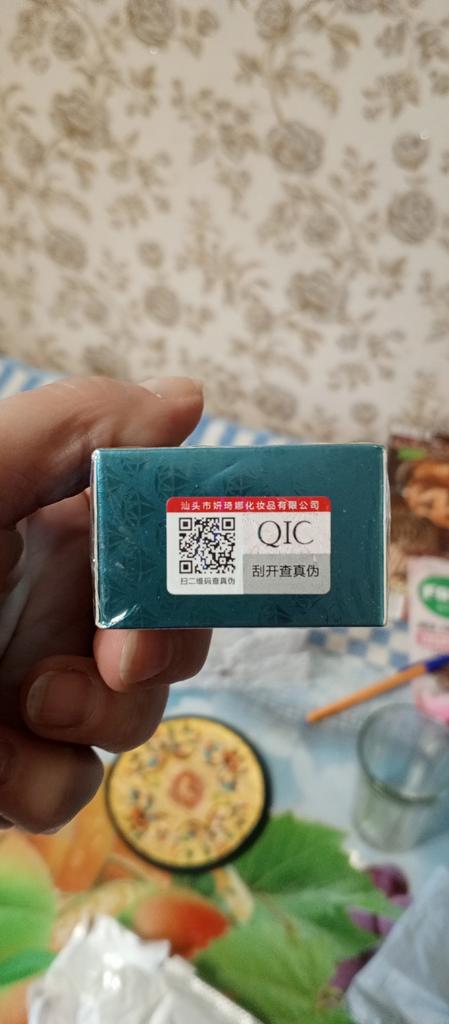 汕头市妍琦娜化妆品有限公司
QIC
刮开查真伪
扫二维码查真伪